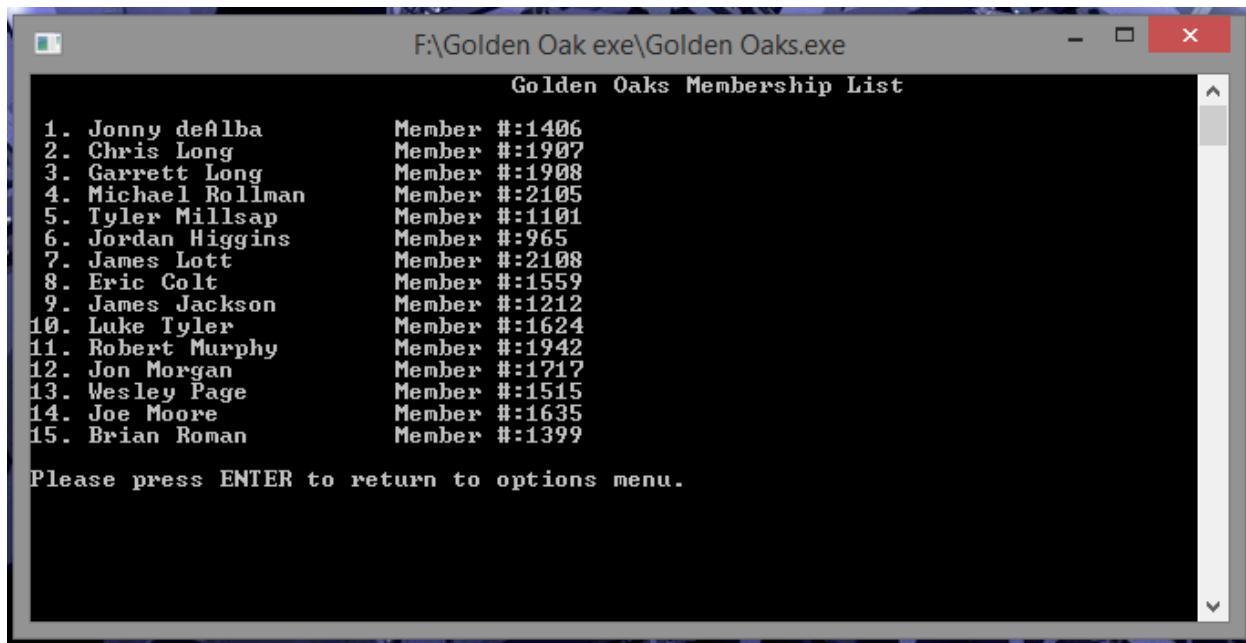 F:\Golden Oak exe\Golden Oaks.exe
Golden Oaks Membership List
1. Jonny deAlba Member #:1406
2. Chris Long Member #:1907
3. Garrett Long Member #:1908
4. Michael Rollman Member #:2105
5. Tyler Millsap Member #:1101
6. Jordan Higgins Member #:965
7. James Lott Member #:2108
8. Eric Colt Member #:1559
9. James Jackson Member #:1212
10. Luke Tyler Member #:1624
11. Robert Murphy Member #:1942
12. Jon Morgan Member #:1717
13. Wesley Page Member #:1515
14. Joe Moore Member #:1635
15. Brian Roman Member #:1399
Please press ENTER to return to options menu.